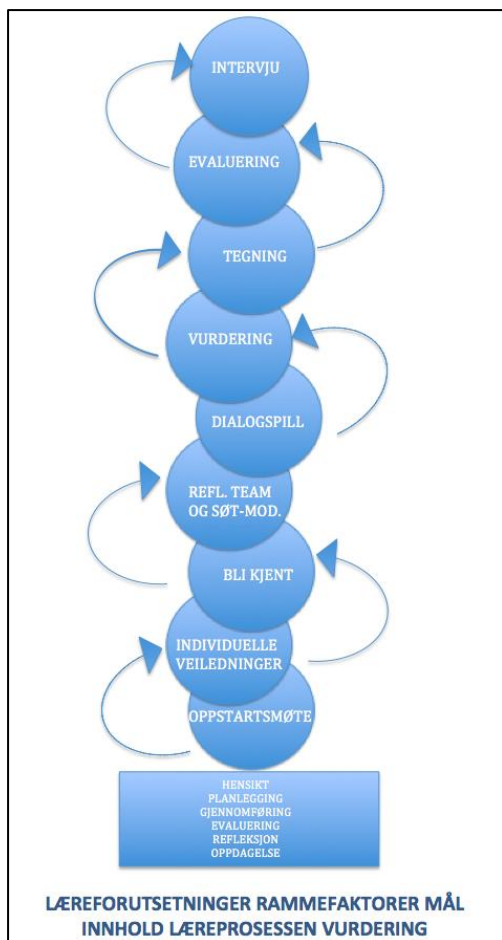 INTERVJU
EVALUERING
TEGNING
VURDERING
DIALOGSPILL
REFL. TEAM
OG SØT-MOD.
BLI KJENT
INDIVIDUELLE
VEILEDNINGER
OPPSTARTSMØTE
HENSIKT
PLANLEGGING
GJENNOMFØRING
EVALUERING
REFLEKSJON
OPPDAGELSE
LÆREFORUTSETNINGER RAMMEFAKTORER MÅL
INNHOLD LÆREPROSESSEN VURDERING